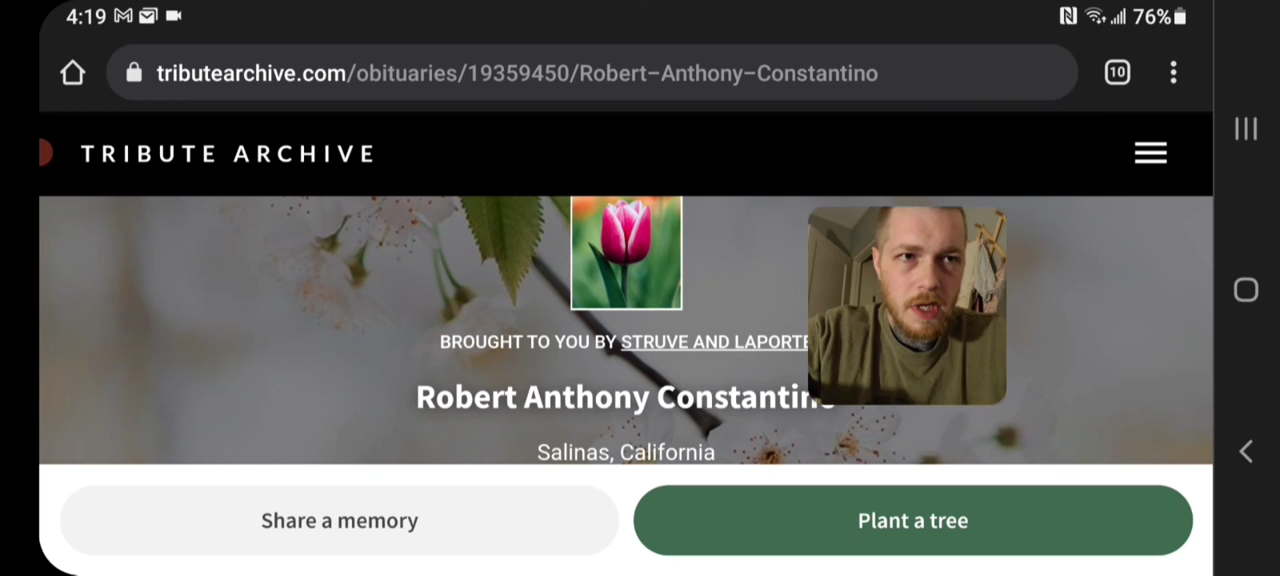 4:19 76%
tributearchive.com/obituaries/19359450/Robert-Anthony-Constantino
10
TRIBUTE ARCHIVE
BROUGHT TO YOU BY STRUVE AND LAPORTE
Robert Anthony Constantino
Salinas, California
Share a memory
Plant a tree